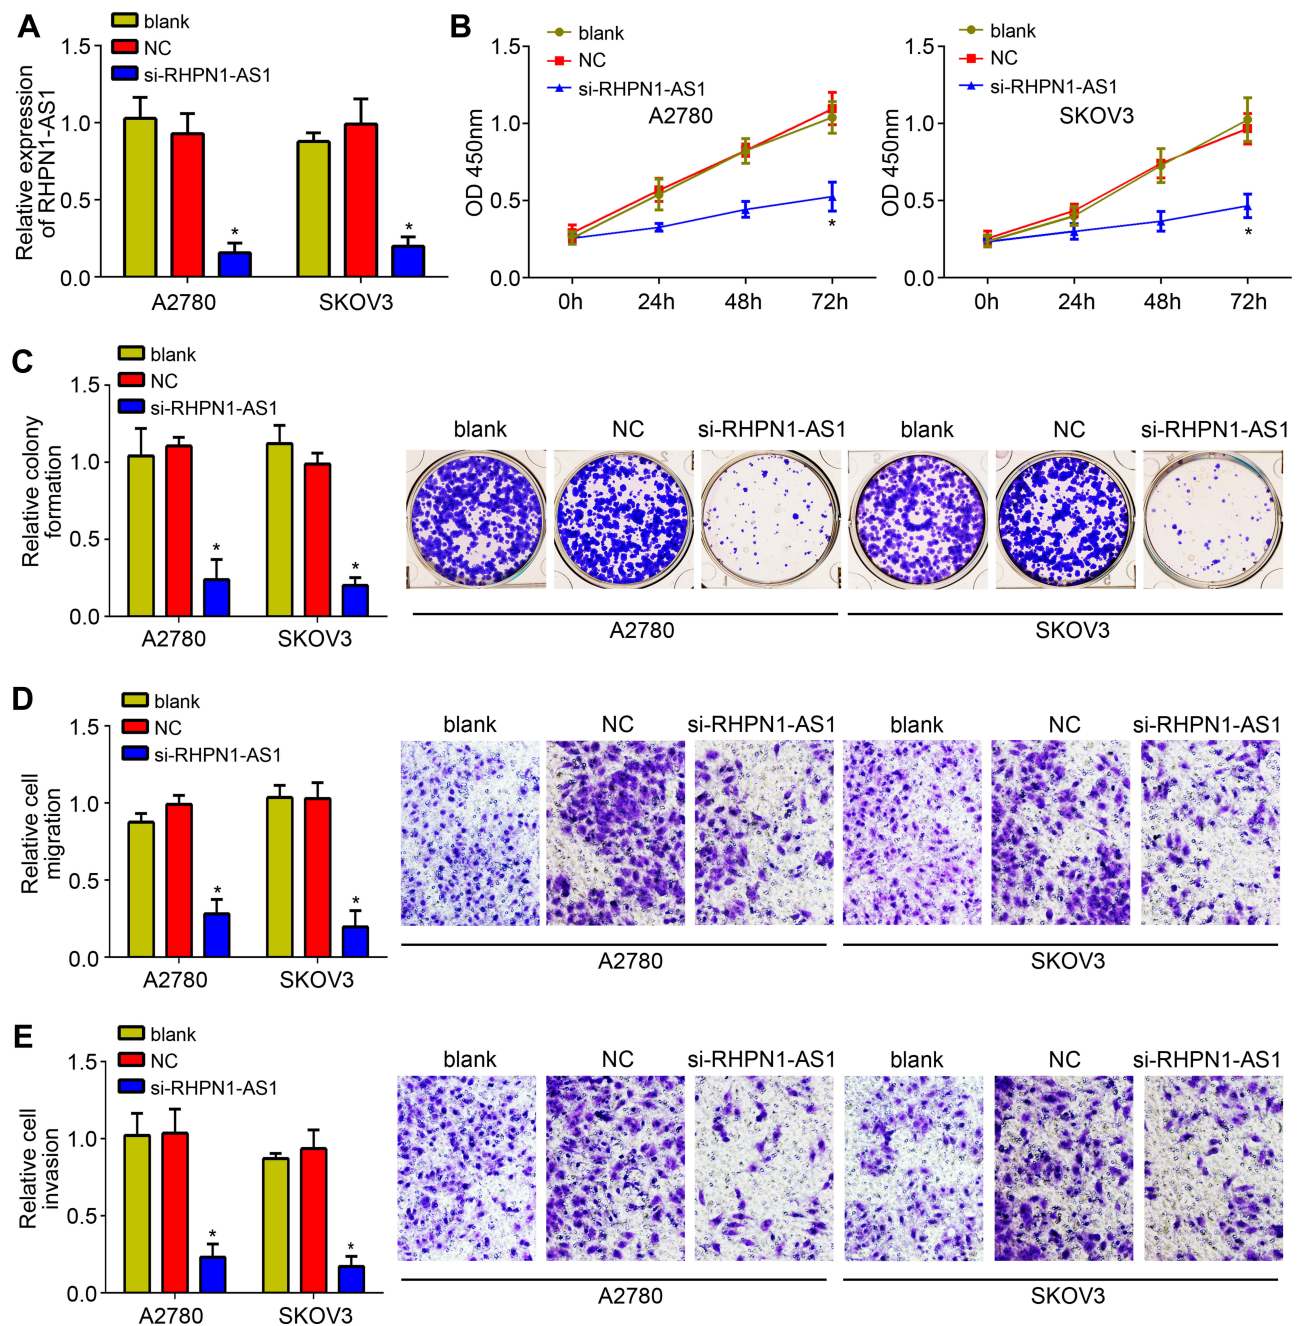 A
blank
NC
si-RHPN1-AS1
Relative expression
of RHPN1-AS1
1.5
1.0
0.5
0.0
*
*
A2780
SKOV3
B
blank
NC
si-RHPN1-AS1
A2780
OD 450nm
1.5
1.0
0.5
0.0
*
0h
24h
48h
72h
blank
NC
si-RHPN1-AS1
SKOV3
OD 450nm
1.5
1.0
0.5
0.0
*
0h
24h
48h
72h
C
blank
NC
si-RHPN1-AS1
Relative colony
formation
1.5
1.0
0.5
0.0
*
*
A2780
SKOV3
blank
NC
si-RHPN1-AS1
blank
NC
si-RHPN1-AS1
A2780
SKOV3
D
blank
NC
si-RHPN1-AS1
Relative cell
migration
1.5
1.0
0.5
0.0
*
*
A2780
SKOV3
blank
NC
si-RHPN1-AS1
blank
NC
si-RHPN1-AS1
A2780
SKOV3
E
blank
NC
si-RHPN1-AS1
Relative cell
invasion
1.5
1.0
0.5
0.0
*
*
A2780
SKOV3
blank
NC
si-RHPN1-AS1
blank
NC
si-RHPN1-AS1
A2780
SKOV3